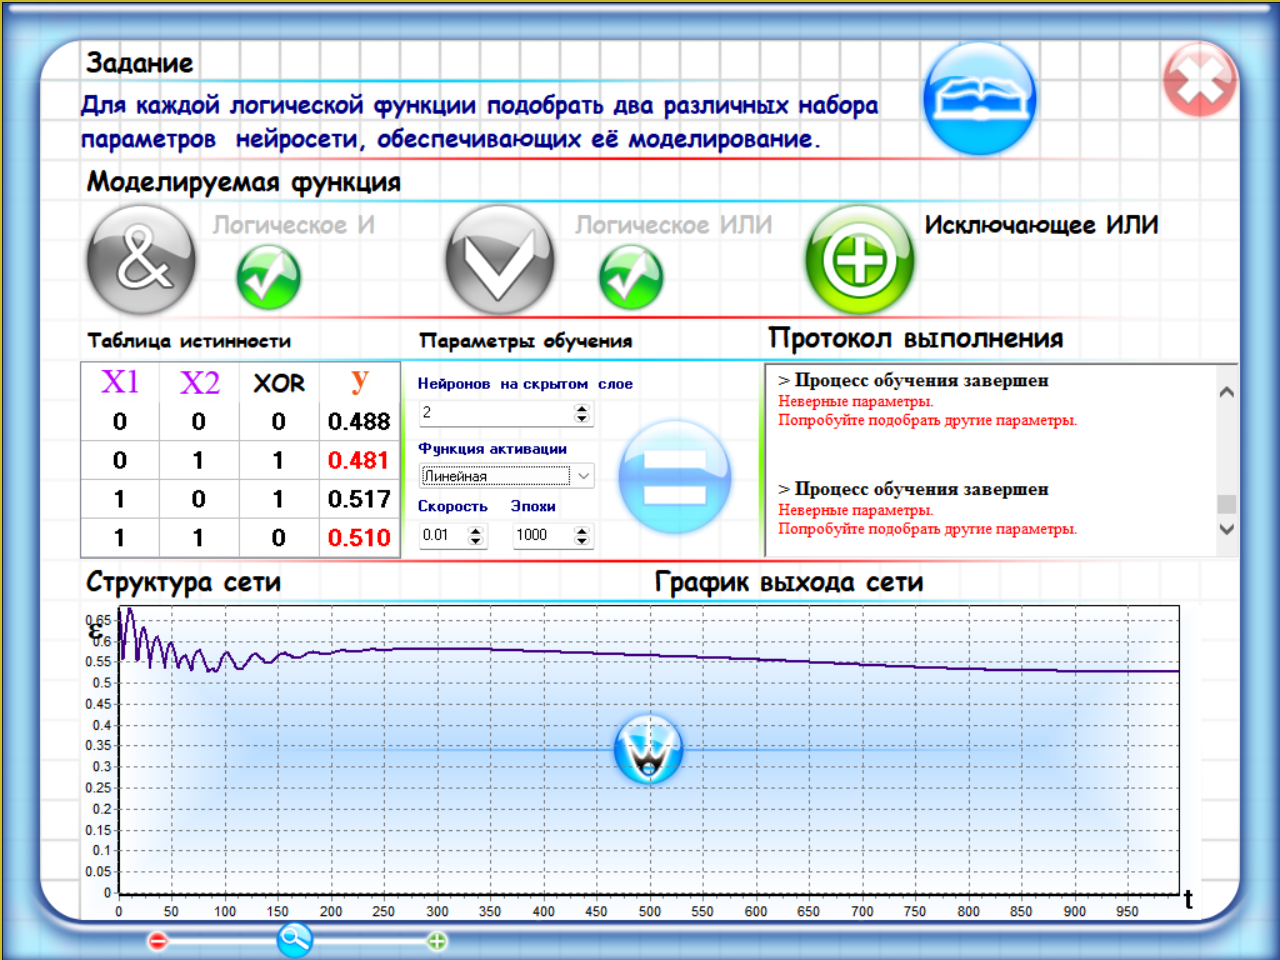 Задание
Для каждой логической функции подобрать два различных набора
параметров нейросети, обеспечивающих её моделирование.
Моделируемая функция
&
Логическое И
Логическое ИЛИ
Исключающее ИЛИ
Таблица истинности
Параметры обучения
Протокол выполнения
X1 X2 XOR y
0 0 0 0.488
0 1 1 0.481
1 0 1 0.517
1 1 0 0.510
Нейронов на скрытом слое
2
Функция активации
Линейная
Скорость Эпохи
0.01 1000
> Процесс обучения завершен
Неверные параметры.
Попробуйте подобрать другие параметры.
> Процесс обучения завершен
Неверные параметры.
Попробуйте подобрать другие параметры.
Структура сети
График выхода сети
ε
0.65
0.6
0.55
0.5
0.45
0.4
0.35
0.3
0.25
0.2
0.15
0.1
0.05
0
0 50 100 150 200 250 300 350 400 450 500 550 600 650 700 750 800 850 900 950
t